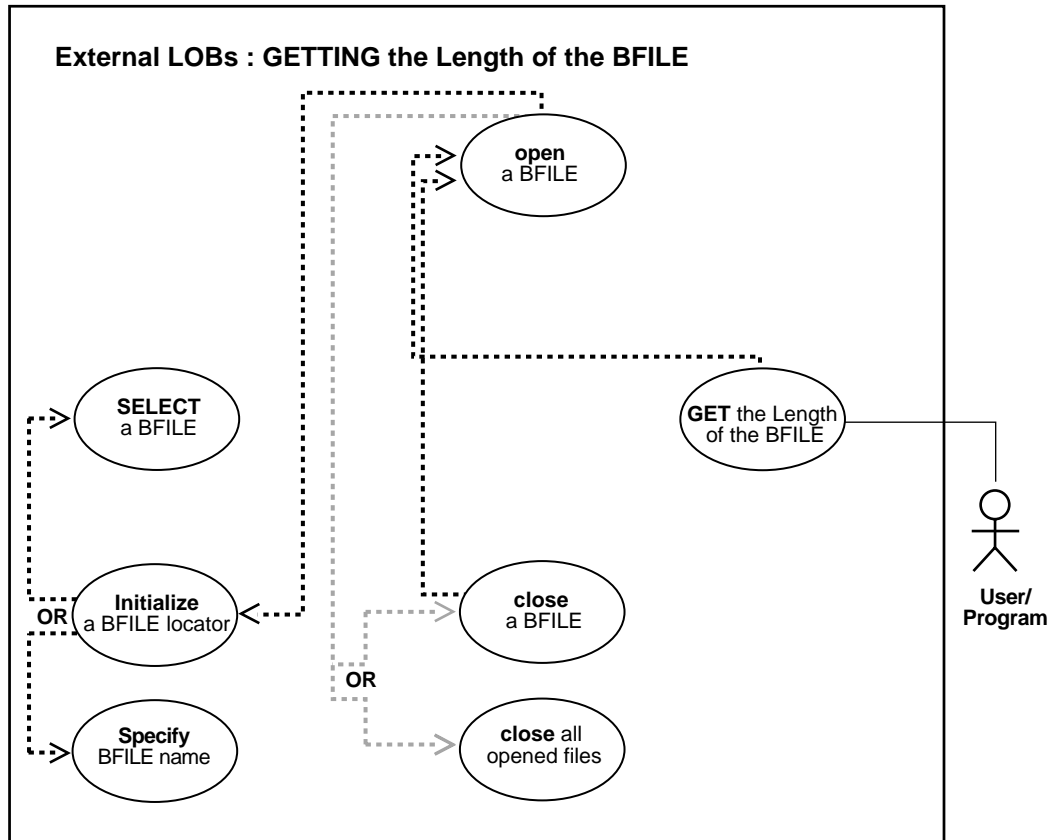 External LOBs : GETTING the Length of the BFILE
open
a BFILE
SELECT
a BFILE
GET the Length
of the BFILE
Initialize
a BFILE locator
OR
close
a BFILE
User/
Program
OR
Specify
BFILE name
close all
opened files